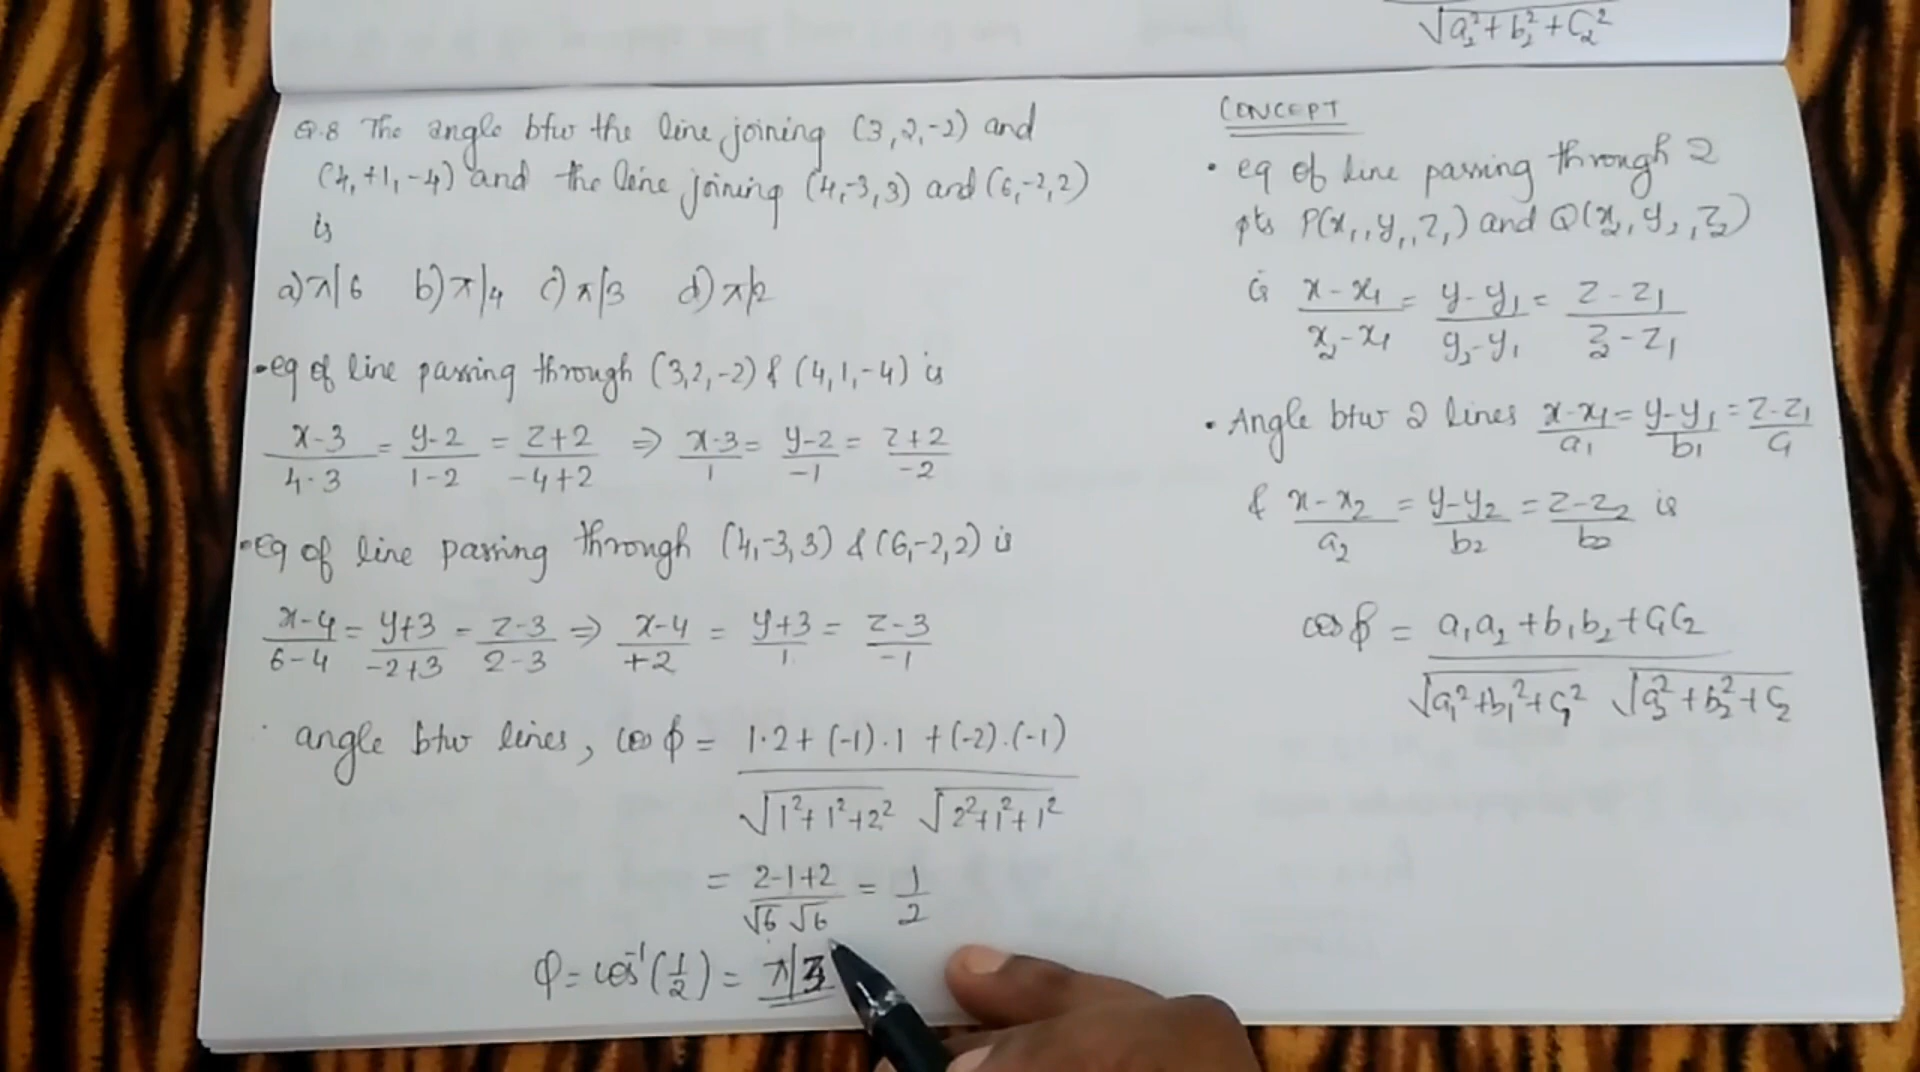 √a₂² + b₂² + C₂²
Q.8 The angle btw the line joining (3, 2, -2) and
(4, +1, -4) and the line joining (4, -3, 3) and (6, -2, 2)
is
a) π/6 b) π/4 c) π/3 d) π/2
• eq of line passing through (3, 2, -2) & (4, 1, -4) is
x-3/4-3 = y-2/1-2 = z+2/-4+2 ⇒ x-3/1 = y-2/-1 = z+2/-2
• eq of line passing through (4, -3, 3) & (6, -2, 2) is
x-4/6-4 = y+3/-2+3 = z-3/2-3 ⇒ x-4/+2 = y+3/1 = z-3/-1
angle btw lines, cos ϕ = 1·2 + (-1)·1 + (-2)·(-1) / √1²+1²+2² √2²+1²+1²
= 2-1+2/√6 √6 = 1/2
ϕ = cos⁻¹(1/2) = π/3
CONCEPT
• eq of line passing through 2
pts P(x₁, y₁, z₁) and Q(x₂, y₂, z₂)
is x-x₁/x₂-x₁ = y-y₁/y₂-y₁ = z-z₁/z₂-z₁
• Angle btw 2 lines x-x₁/a₁ = y-y₁/b₁ = z-z₁/c₁
& x-x₂/a₂ = y-y₂/b₂ = z-z₂/b₂ is
cos ϕ = a₁a₂ + b₁b₂ + c₁c₂ / √a₁²+b₁²+c₁² √a₂²+b₂²+c₂